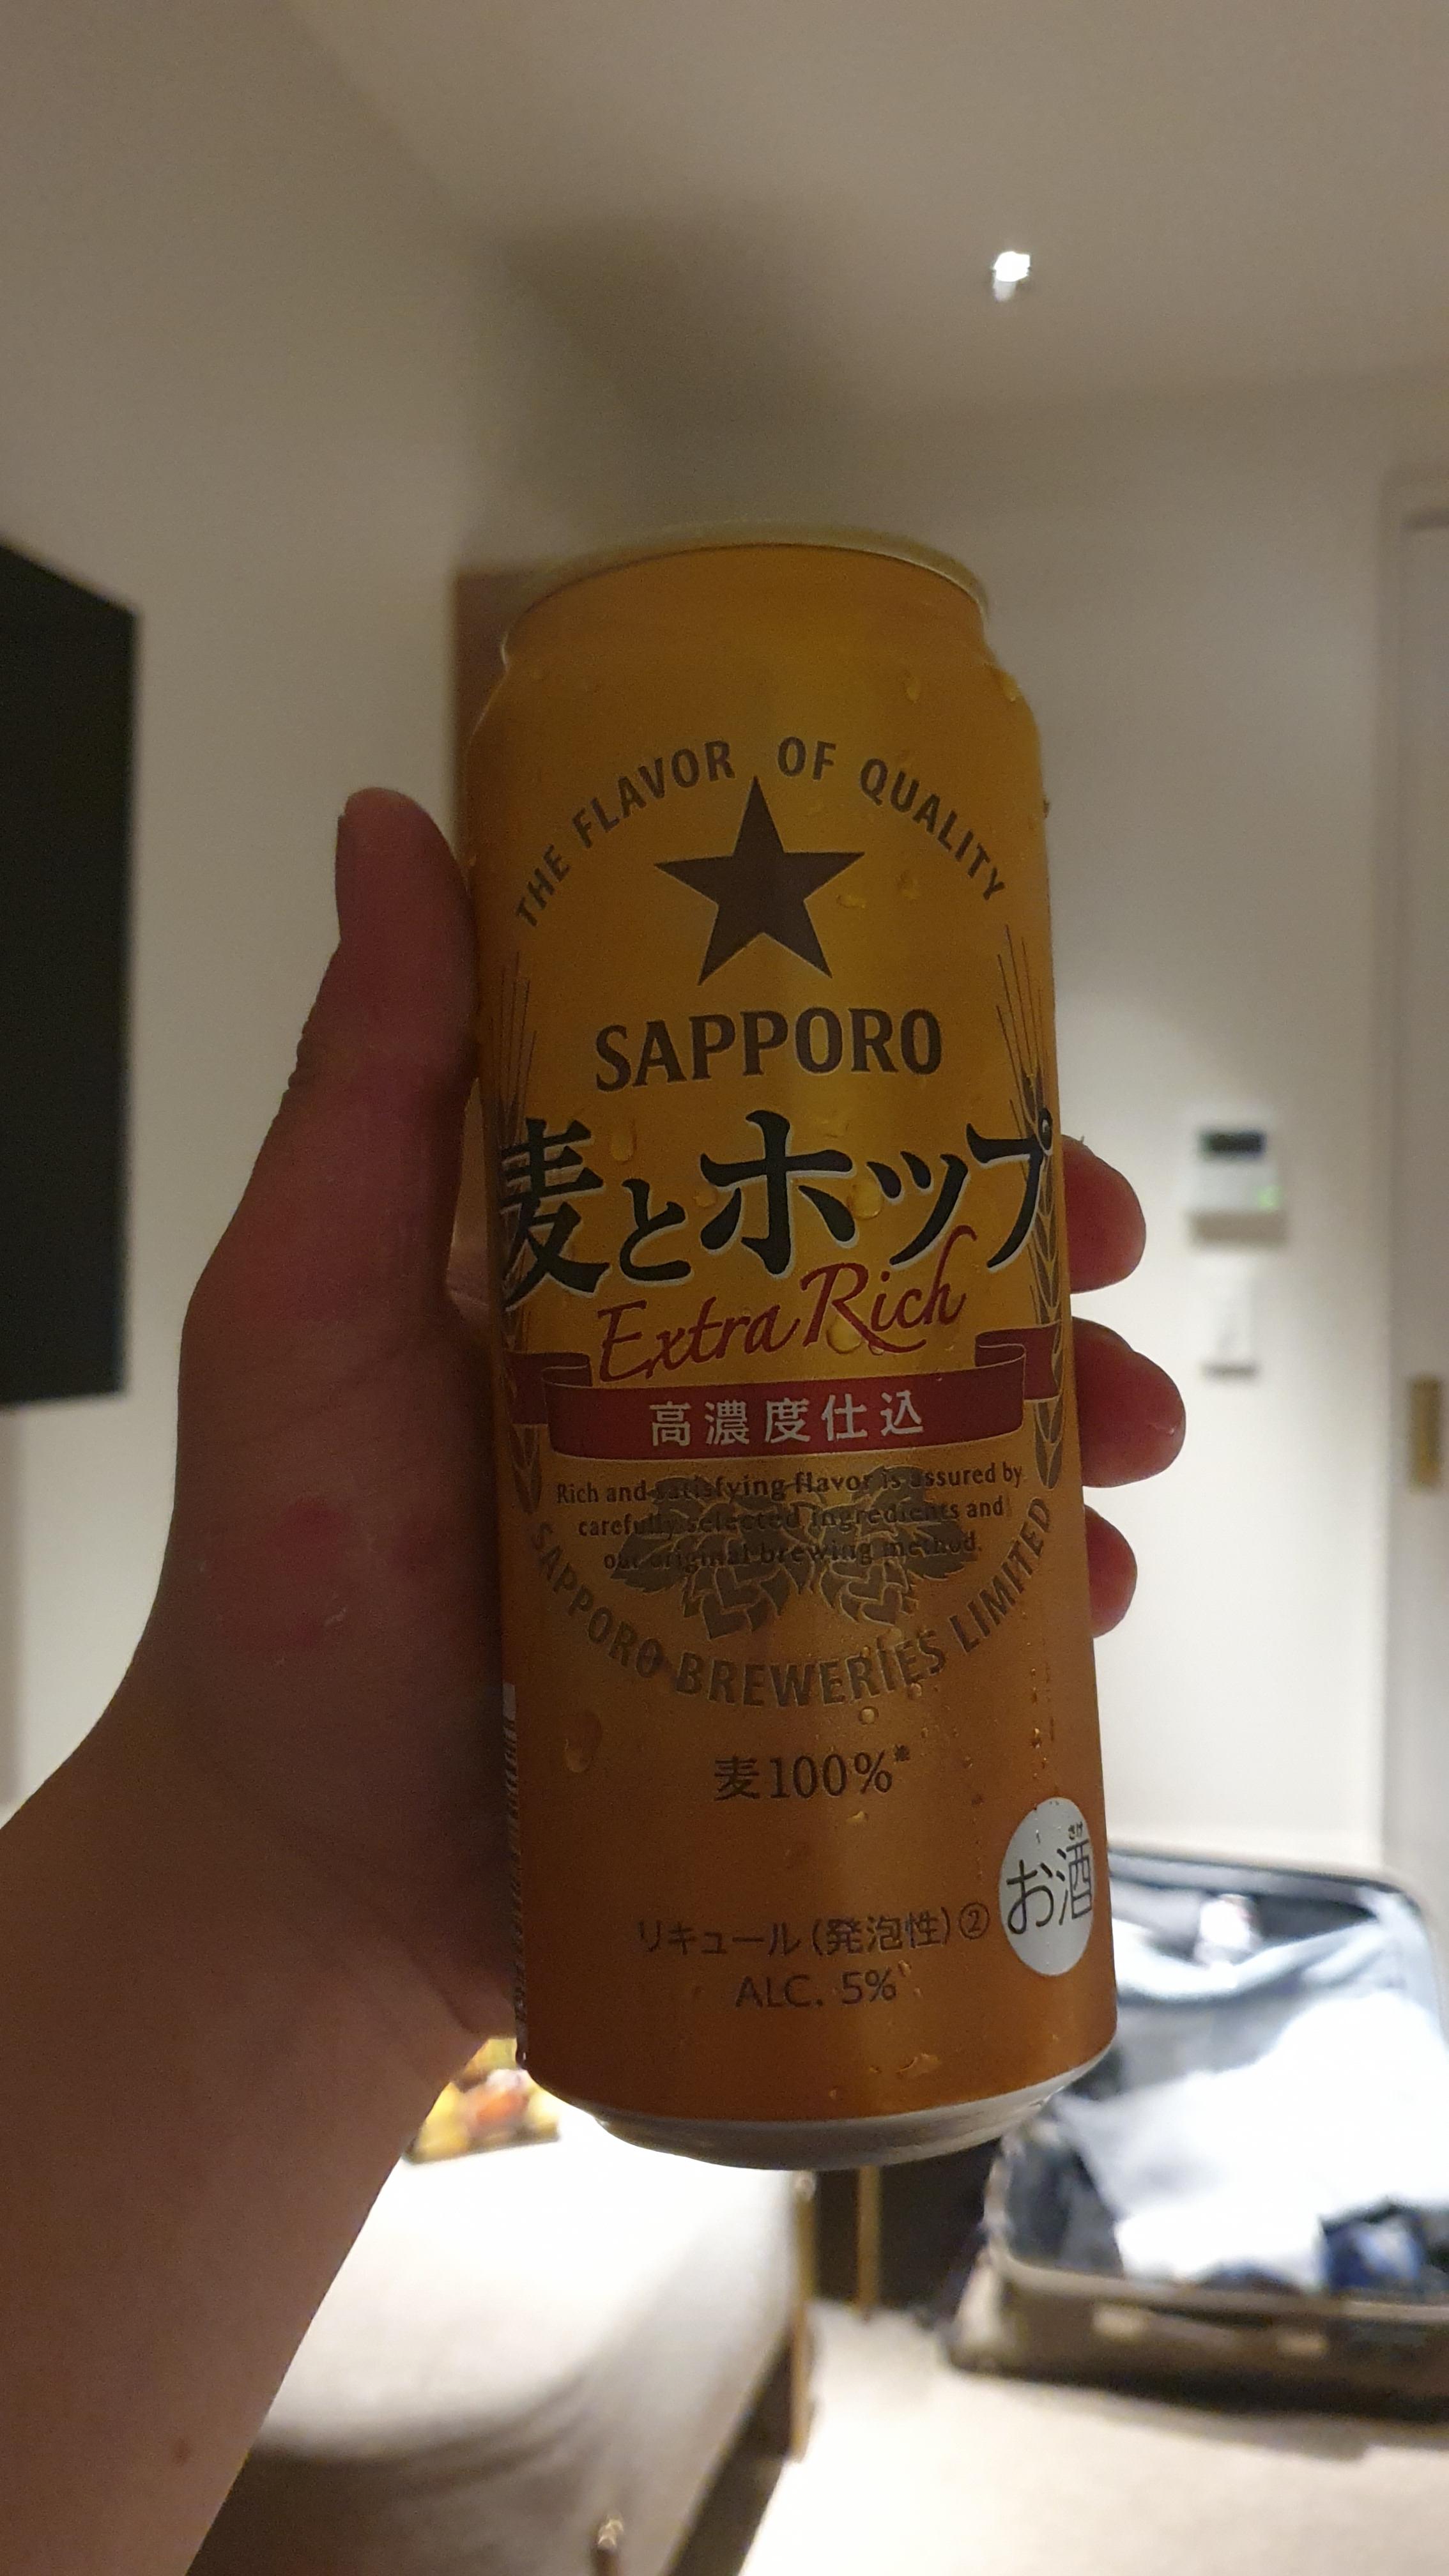 THE FLAVOR OF QUALITY
SAPPORO
麦とホップ
Extra Rich
高濃度仕込
Rich and satisfying flavor is assured by
carefully selected ingredients and
our original brewing method.
SAPPORO BREWERIES LIMITED
麦100%※
さけ
お酒
リキュール(発泡性)②
ALC. 5%